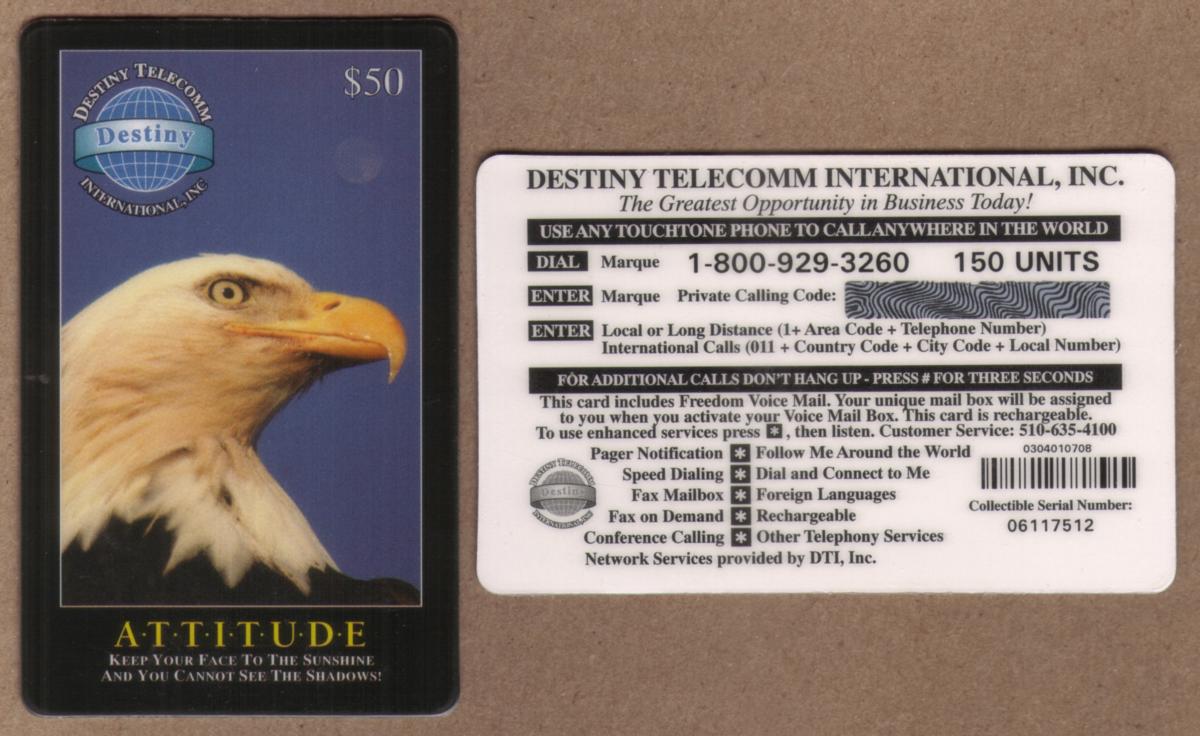 DESTINY TELECOMM
Destiny
INTERNATIONAL, INC
$50
A·T·T·I·T·U·D·E
KEEP YOUR FACE TO THE SUNSHINE
AND YOU CANNOT SEE THE SHADOWS!
DESTINY TELECOMM INTERNATIONAL, INC.
The Greatest Opportunity in Business Today!
USE ANY TOUCHTONE PHONE TO CALL ANYWHERE IN THE WORLD
DIAL Marque 1-800-929-3260 150 UNITS
ENTER Marque Private Calling Code:
ENTER Local or Long Distance (1+ Area Code + Telephone Number)
International Calls (011 + Country Code + City Code + Local Number)
FOR ADDITIONAL CALLS DON'T HANG UP - PRESS # FOR THREE SECONDS
This card includes Freedom Voice Mail. Your unique mail box will be assigned
to you when you activate your Voice Mail Box. This card is rechargeable.
To use enhanced services press *, then listen. Customer Service: 510-635-4100
Pager Notification * Follow Me Around the World
Speed Dialing * Dial and Connect to Me
Fax Mailbox * Foreign Languages
Fax on Demand * Rechargeable
Conference Calling * Other Telephony Services
Network Services provided by DTI, Inc.
DESTINY TELECOMM
Destiny
INTERNATIONAL, INC
0304010708
Collectible Serial Number:
06117512